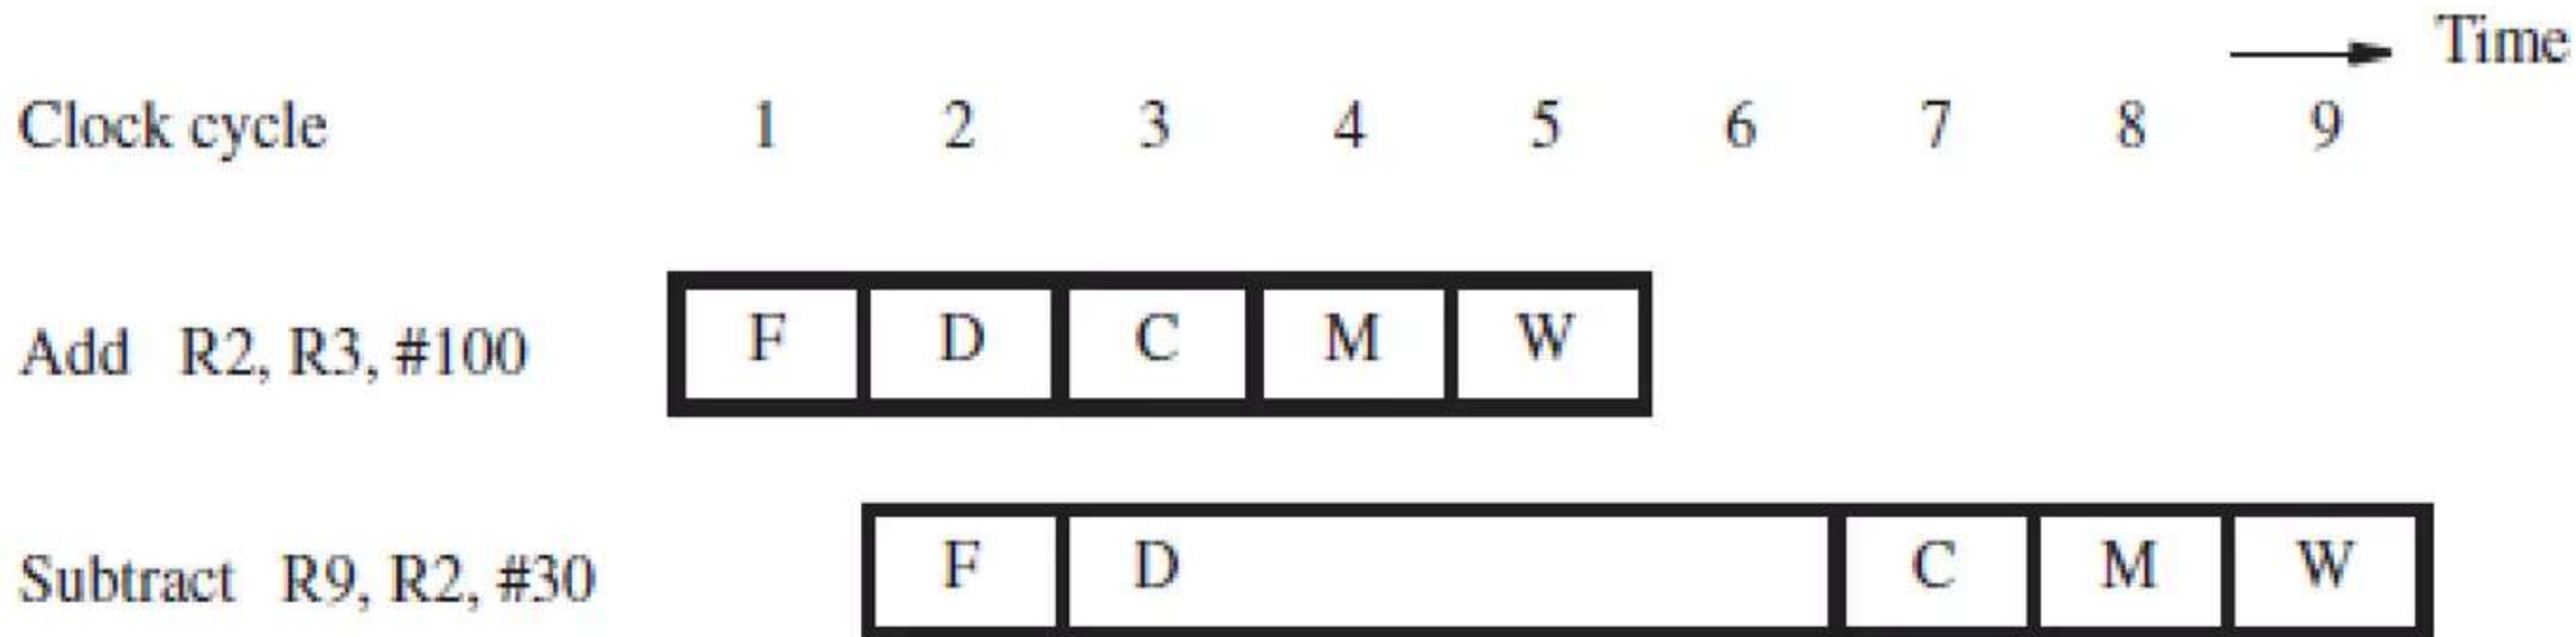 Time
Clock cycle 1 2 3 4 5 6 7 8 9
Add R2, R3, #100 F D C M W
Subtract R9, R2, #30 F D C M W